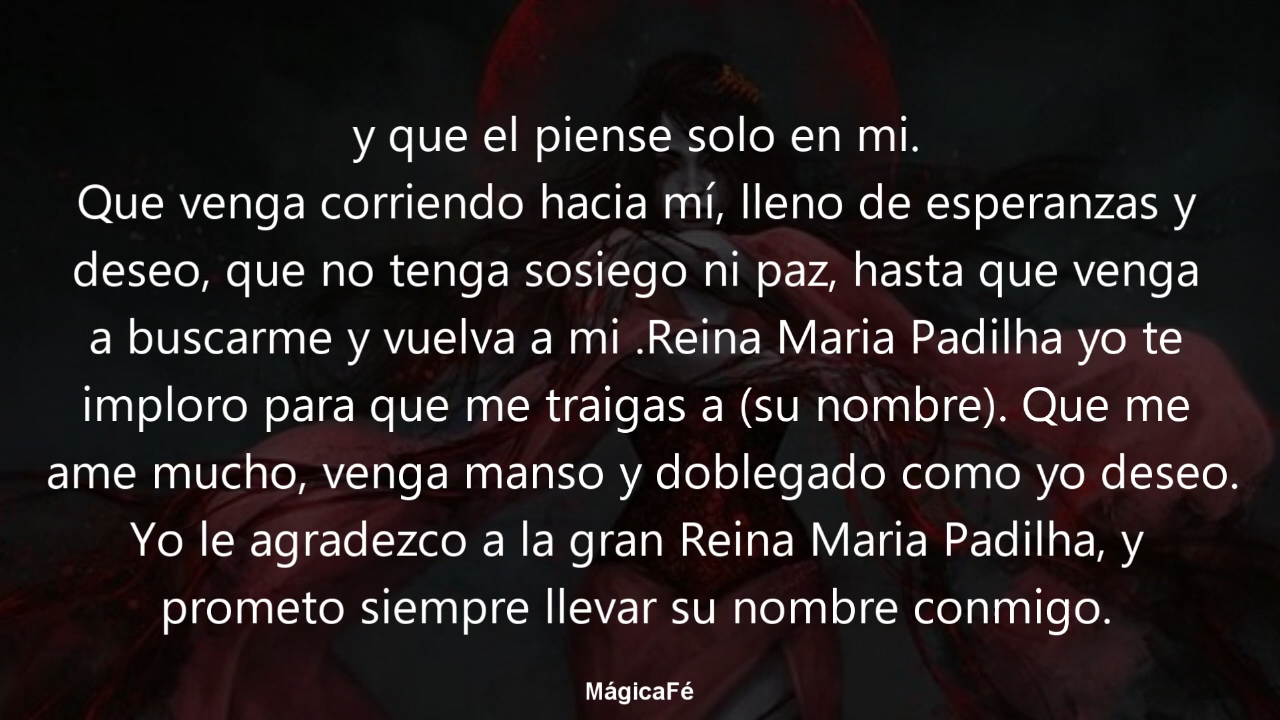 y que el piense solo en mi.
Que venga corriendo hacia mí, lleno de esperanzas y
deseo, que no tenga sosiego ni paz, hasta que venga
a buscarme y vuelva a mi .Reina Maria Padilha yo te
imploro para que me traigas a (su nombre). Que me
ame mucho, venga manso y doblegado como yo deseo.
Yo le agradezco a la gran Reina Maria Padilha, y
prometo siempre llevar su nombre conmigo.
MágicaFé